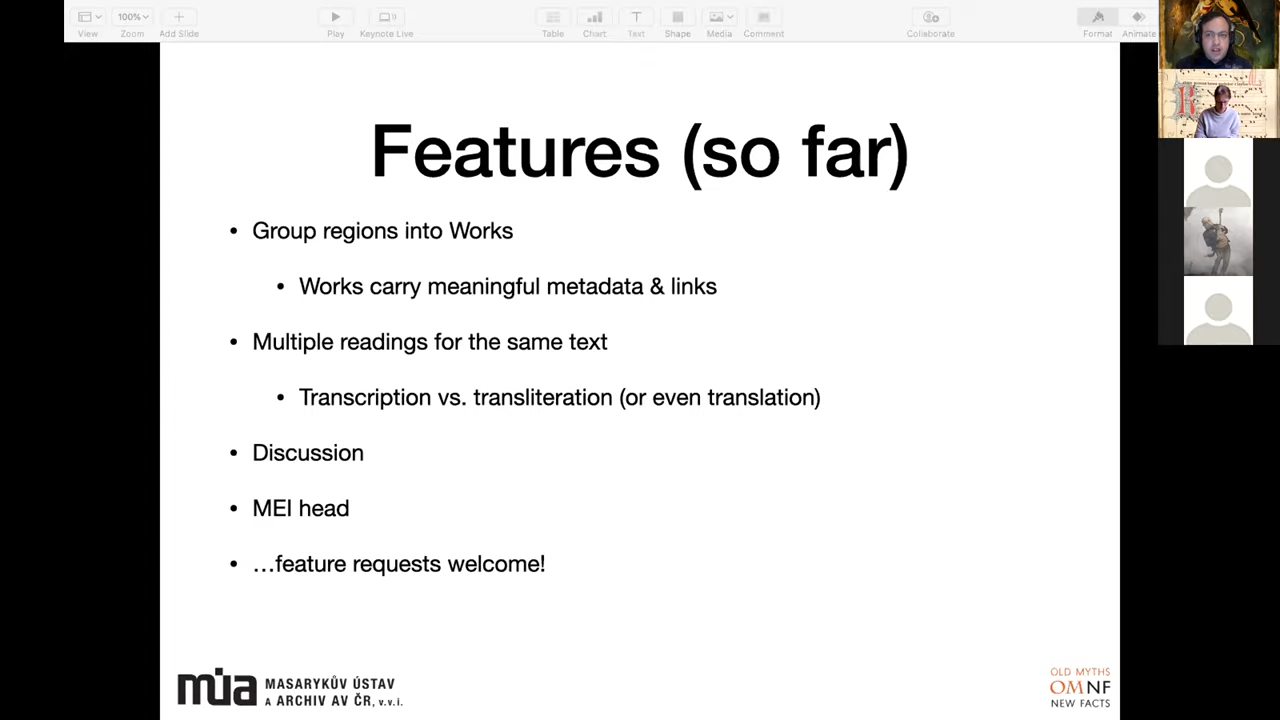 View
100%
Zoom
Add Slide
Play
Keynote Live
Table
Chart
Text
Shape
Media
Comment
Collaborate
Format
Animate
Features (so far)
• Group regions into Works
• Works carry meaningful metadata & links
• Multiple readings for the same text
• Transcription vs. transliteration (or even translation)
• Discussion
• MEI head
• …feature requests welcome!
mua MASARYKŮV ÚSTAV
A ARCHIV AV ČR, v.v.i.
OLD MYTHS
OMNF
NEW FACTS